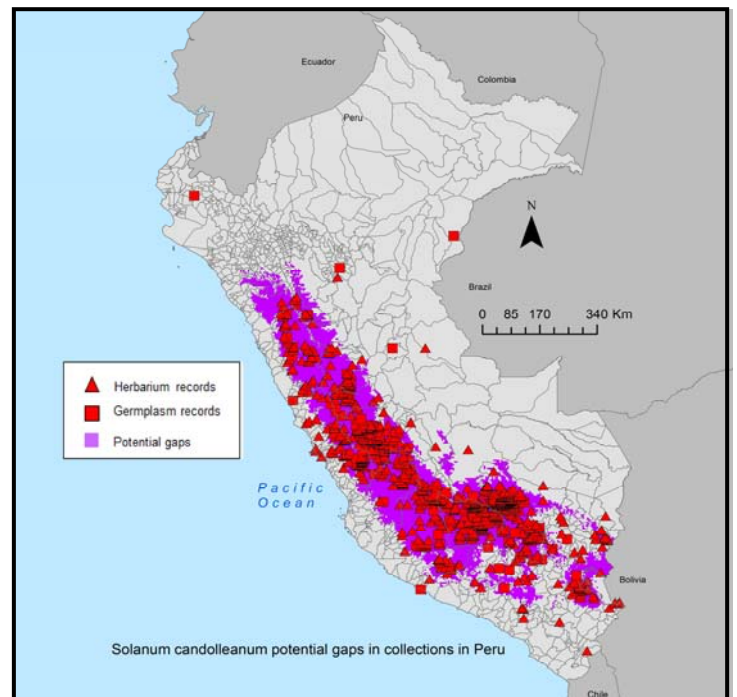 Ecuador
Colombia
Peru
N
Brazil
0 85 170 340 Km
Herbarium records
Germplasm records
Potential gaps
Pacific
Ocean
Bolivia
Solanum candolleanum potential gaps in collections in Peru
Chile